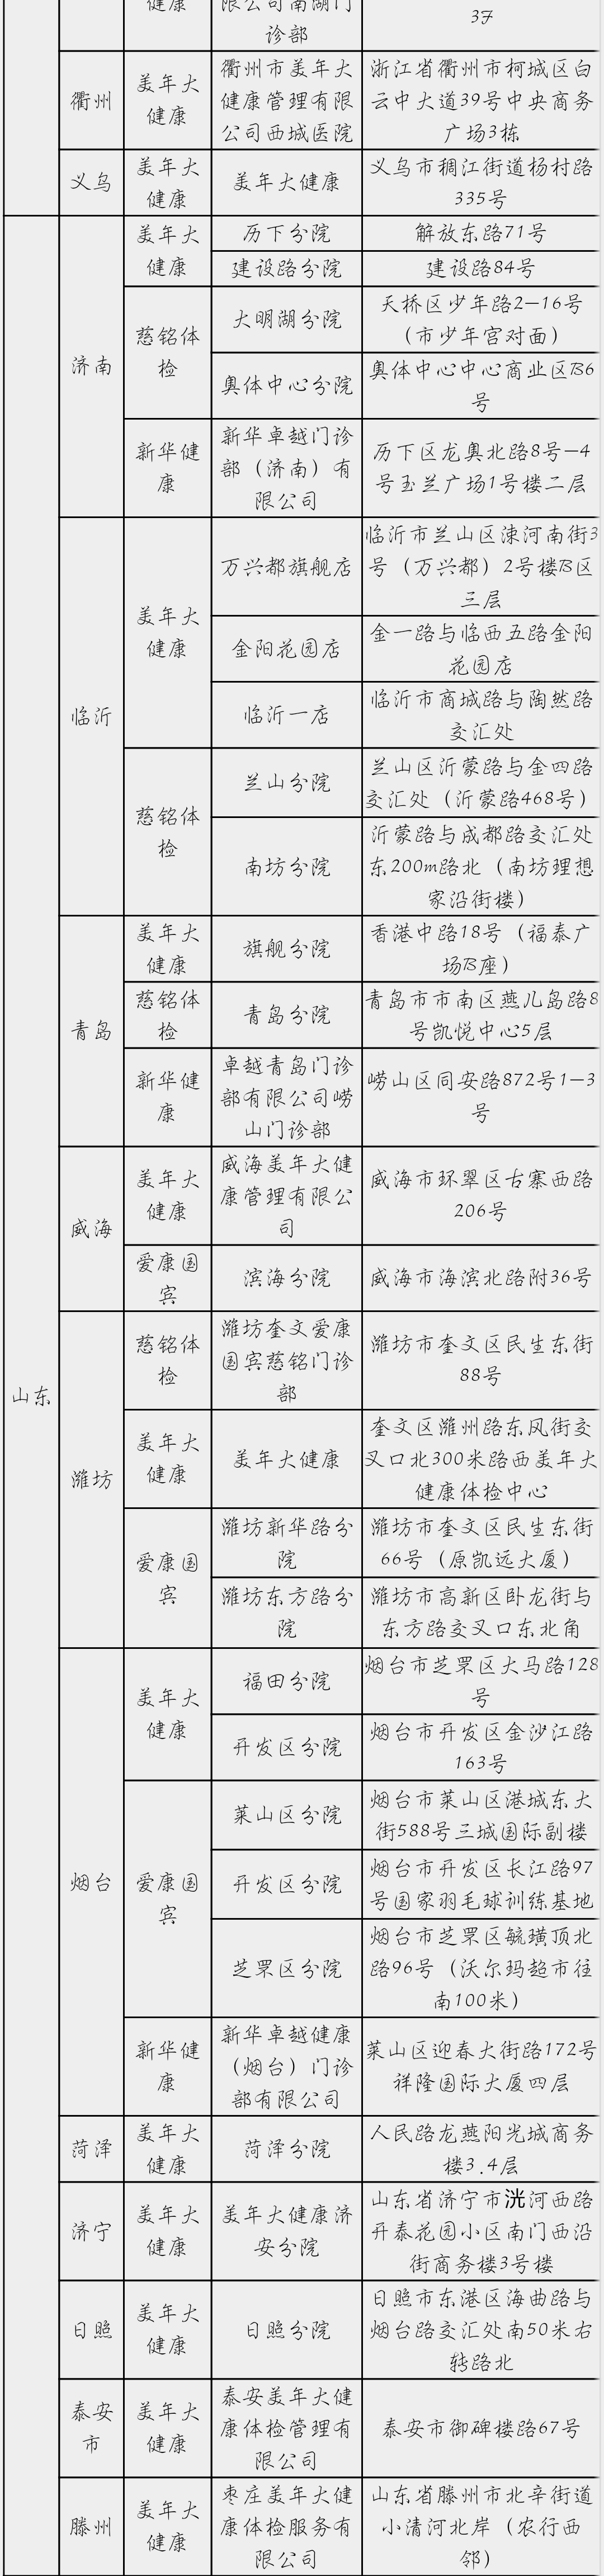 健康
限公司南湖门
诊部
3F
衢州
美年大
健康
衢州市美年大
健康管理有限
公司西城医院
浙江省衢州市柯城区白
云中大道39号中央商务
广场3栋
义乌
美年大
健康
美年大健康
义乌市稠江街道杨村路
335号
山东
济南
美年大
健康
历下分院
解放东路71号
建设路分院
建设路84号
慈铭体
检
大明湖分院
天桥区少年路2-16号
（市少年宫对面）
奥体中心分院
奥体中心中心商业区B6
号
新华健
康
新华卓越门诊
部（济南）有
限公司
历下区龙奥北路8号-4
号玉兰广场1号楼二层
临沂
美年大
健康
万兴都旗舰店
临沂市兰山区涑河南街3
号（万兴都）2号楼B区
三层
金阳花园店
金一路与临西五路金阳
花园店
临沂一店
临沂市商城路与陶然路
交汇处
慈铭体
检
兰山分院
兰山区沂蒙路与金四路
交汇处（沂蒙路468号）
南坊分院
沂蒙路与成都路交汇处
东200m路北（南坊理想
家沿街楼）
青岛
美年大
健康
旗舰分院
香港中路18号（福泰广
场B座）
慈铭体
检
青岛分院
青岛市市南区燕儿岛路8
号凯悦中心5层
新华健
康
卓越青岛门诊
部有限公司崂
山门诊部
崂山区同安路872号1-3
号
威海
美年大
健康
威海美年大健
康管理有限公
司
威海市环翠区古寨西路
206号
爱康国
宾
滨海分院
威海市海滨北路附36号
潍坊
慈铭体
检
潍坊奎文爱康
国宾慈铭门诊
部
潍坊市奎文区民生东街
88号
美年大
健康
美年大健康
奎文区潍州路东风街交
叉口北300米路西美年大
健康体检中心
爱康国
宾
潍坊新华路分
院
潍坊市奎文区民生东街
66号（原凯远大厦）
潍坊东方路分
院
潍坊市高新区卧龙街与
东方路交叉口东北角
烟台
美年大
健康
福田分院
烟台市芝罘区大马路128
号
开发区分院
烟台市开发区金沙江路
163号
爱康国
宾
莱山区分院
烟台市莱山区港城东大
街588号三城国际副楼
开发区分院
烟台市开发区长江路97
号国家羽毛球训练基地
芝罘区分院
烟台市芝罘区毓璜顶北
路96号（沃尔玛超市往
南100米）
新华健
康
新华卓越健康
（烟台）门诊
部有限公司
莱山区迎春大街路172号
祥隆国际大厦四层
菏泽
美年大
健康
菏泽分院
人民路龙燕阳光城商务
楼3.4层
济宁
美年大
健康
美年大健康济
安分院
山东省济宁市洸河西路
开泰花园小区南门西沿
街商务楼3号楼
日照
美年大
健康
日照分院
日照市东港区海曲路与
烟台路交汇处南50米右
转路北
泰安
市
美年大
健康
泰安美年大健
康体检管理有
限公司
泰安市御碑楼路67号
滕州
美年大
健康
枣庄美年大健
康体检服务有
限公司
山东省滕州市北辛街道
小清河北岸（农行西
邻）